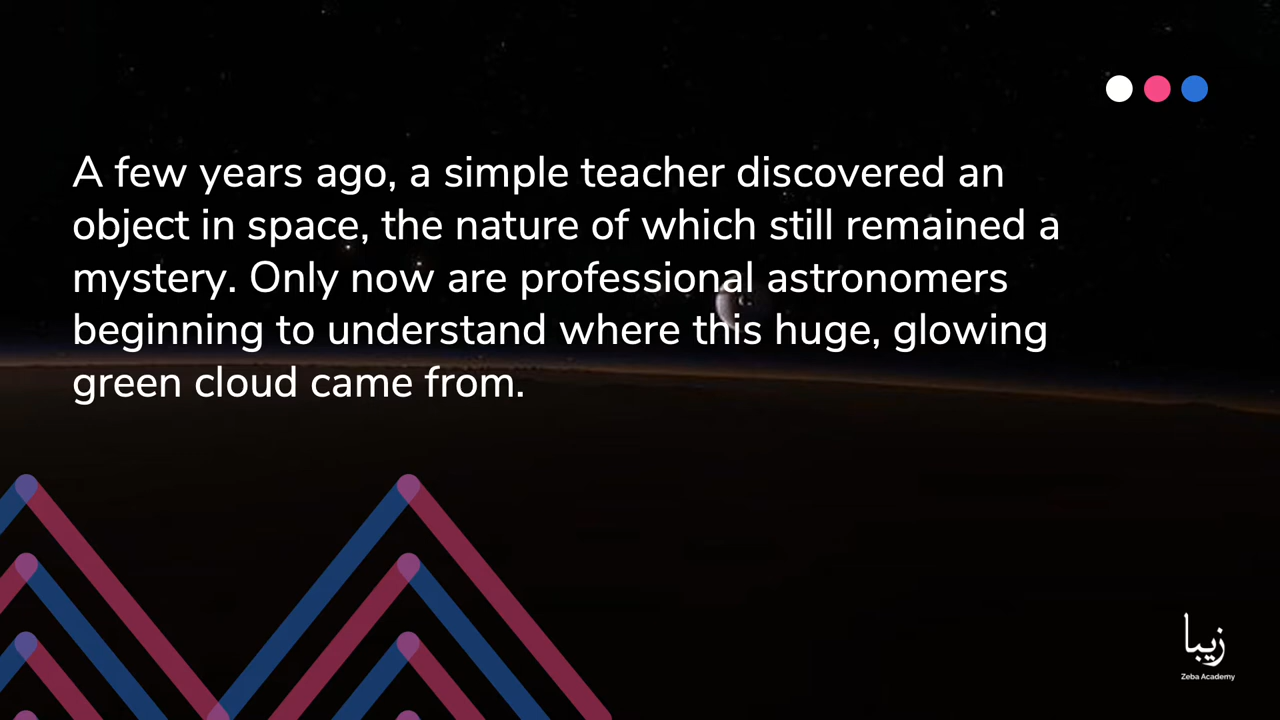 A few years ago, a simple teacher discovered an
object in space, the nature of which still remained a
mystery. Only now are professional astronomers
beginning to understand where this huge, glowing
green cloud came from.
زيبا
Zeba Academy